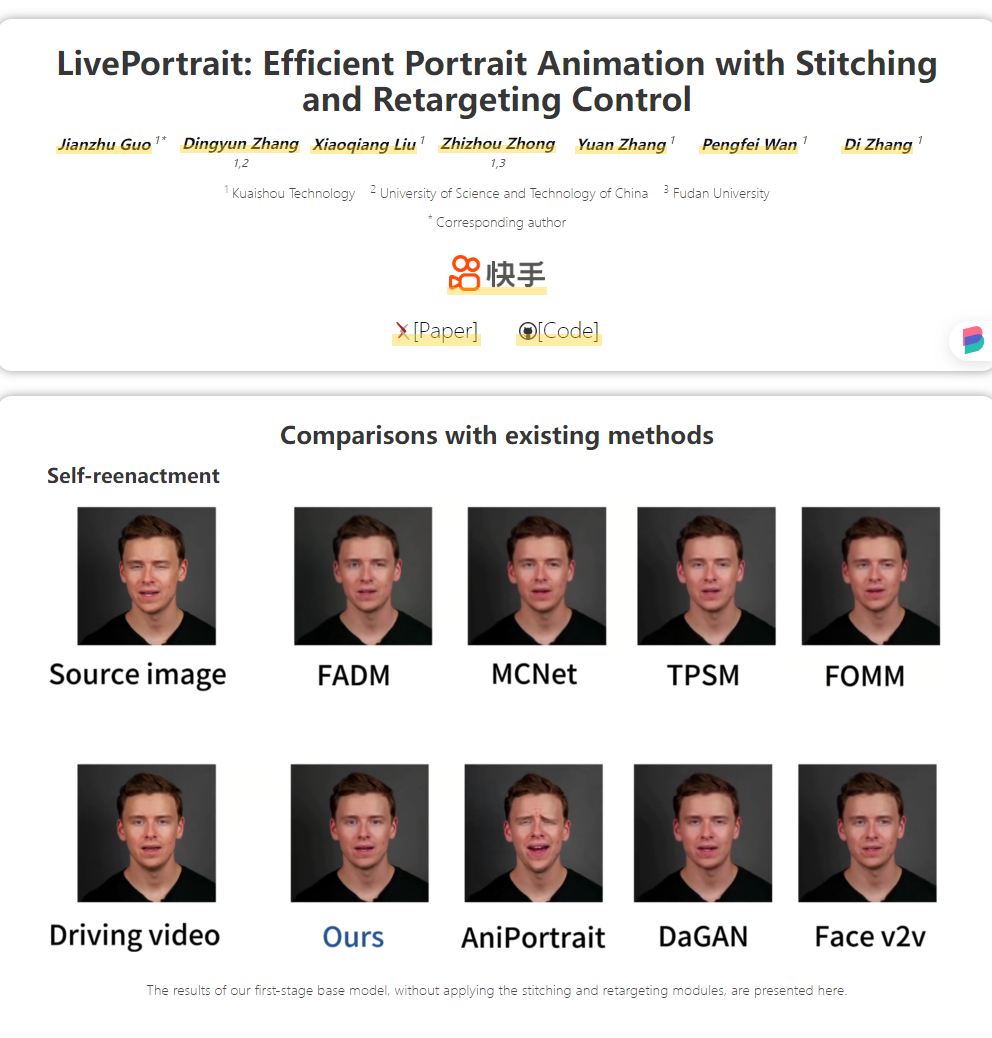 LivePortrait: Efficient Portrait Animation with Stitching
and Retargeting Control
Jianzhu Guo 1* Dingyun Zhang 1,2 Xiaoqiang Liu 1 Zhizhou Zhong 1,3 Yuan Zhang 1 Pengfei Wan 1 Di Zhang 1
1 Kuaishou Technology 2 University of Science and Technology of China 3 Fudan University
* Corresponding author
快手
[Paper] [Code]
Comparisons with existing methods
Self-reenactment
Source image FADM MCNet TPSM FOMM
Driving video Ours AniPortrait DaGAN Face v2v
The results of our first-stage base model, without applying the stitching and retargeting modules, are presented here.